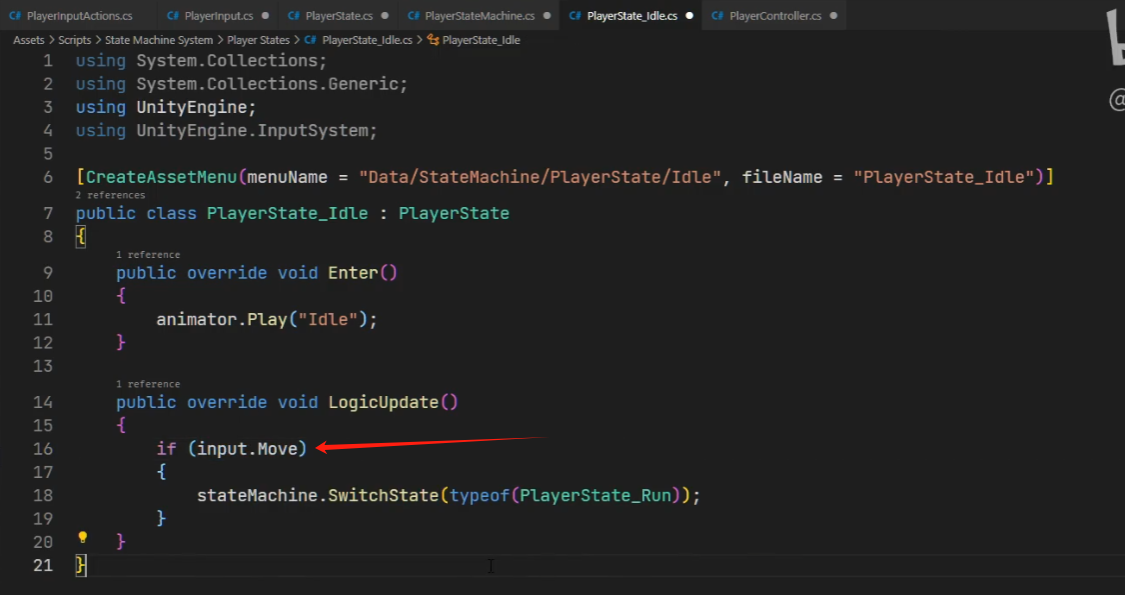 PlayerInputActions.cs C# PlayerInput.cs ● C# PlayerState.cs ● C# PlayerStateMachine.cs ● C# PlayerState_Idle.cs ● C# PlayerController.cs ●
Assets > Scripts > State Machine System > Player States > C# PlayerState_Idle.cs > PlayerState_Idle
1 using System.Collections;
2 using System.Collections.Generic;
3 using UnityEngine;
4 using UnityEngine.InputSystem;
5
6 [CreateAssetMenu(menuName = "Data/StateMachine/PlayerState/Idle", fileName = "PlayerState_Idle")]
2 references
7 public class PlayerState_Idle : PlayerState
8 {
1 reference
9 public override void Enter()
10 {
11 animator.Play("Idle");
12 }
13
1 reference
14 public override void LogicUpdate()
15 {
16 if (input.Move)
17 {
18 stateMachine.SwitchState(typeof(PlayerState_Run));
19 }
20 }
21 }
@